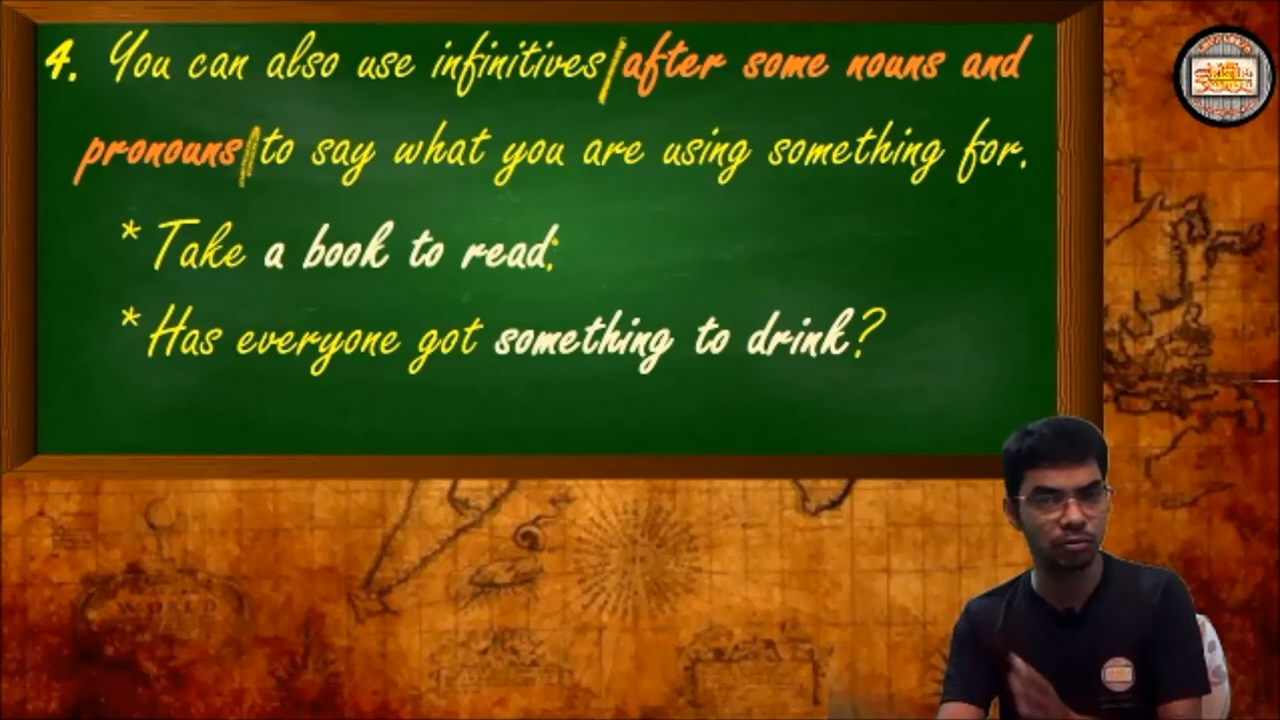 4. You can also use infinitives/after some nouns and
pronouns/to say what you are using something for.
* Take a book to read:
* Has everyone got something to drink?
WORLD